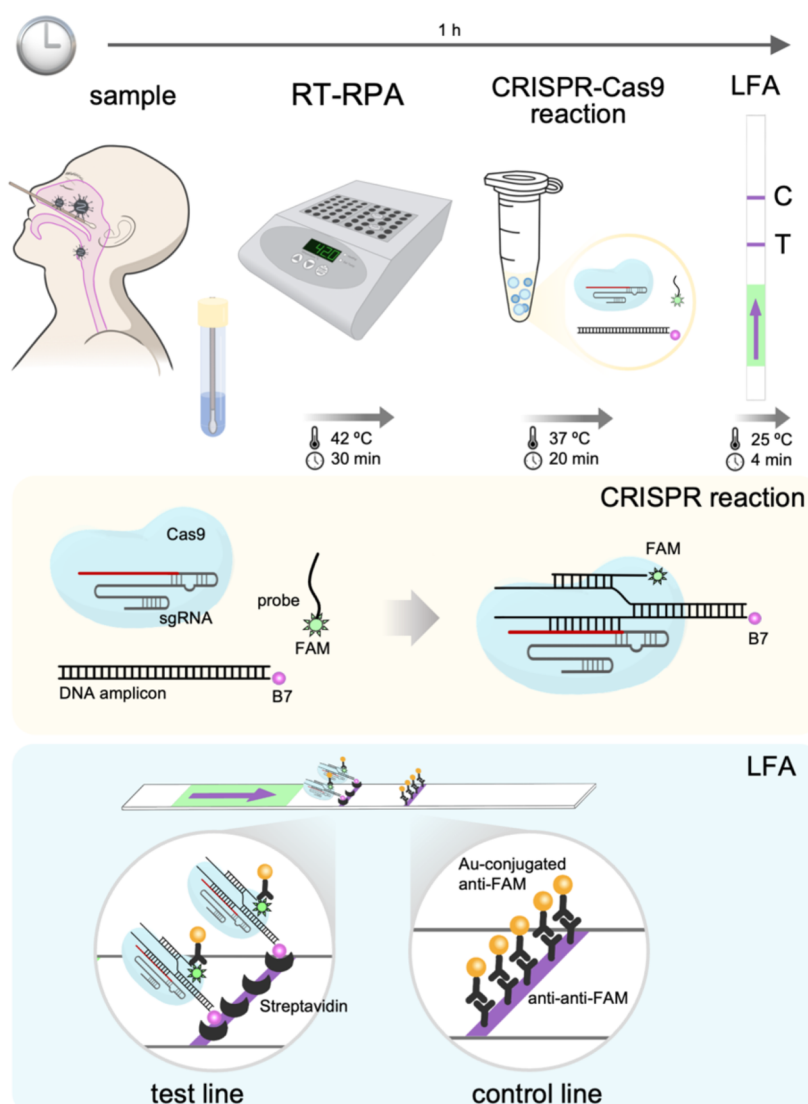 1 h
sample
RT-RPA
CRISPR-Cas9
reaction
LFA
C
T
420
42 ºC
30 min
37 ºC
20 min
25 ºC
4 min
CRISPR reaction
Cas9
sgRNA
probe
FAM
DNA amplicon
B7
FAM
B7
LFA
Au-conjugated
anti-FAM
Streptavidin
anti-anti-FAM
test line
control line